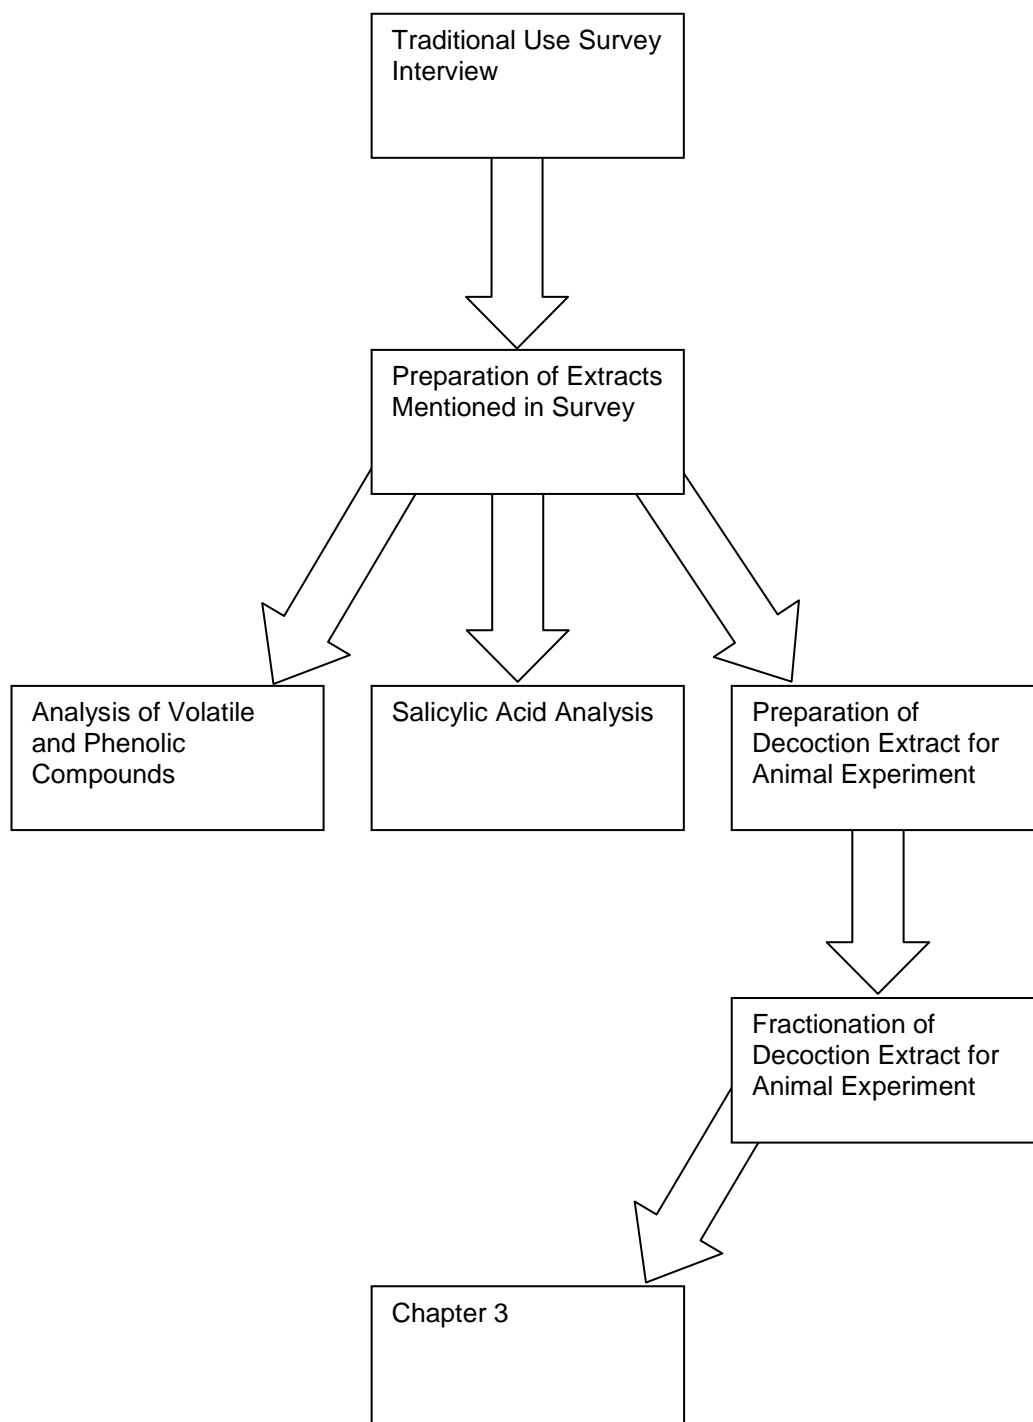 Traditional Use Survey
Interview
Preparation of Extracts
Mentioned in Survey
Analysis of Volatile
and Phenolic
Compounds
Salicylic Acid Analysis
Preparation of
Decoction Extract for
Animal Experiment
Fractionation of
Decoction Extract for
Animal Experiment
Chapter 3